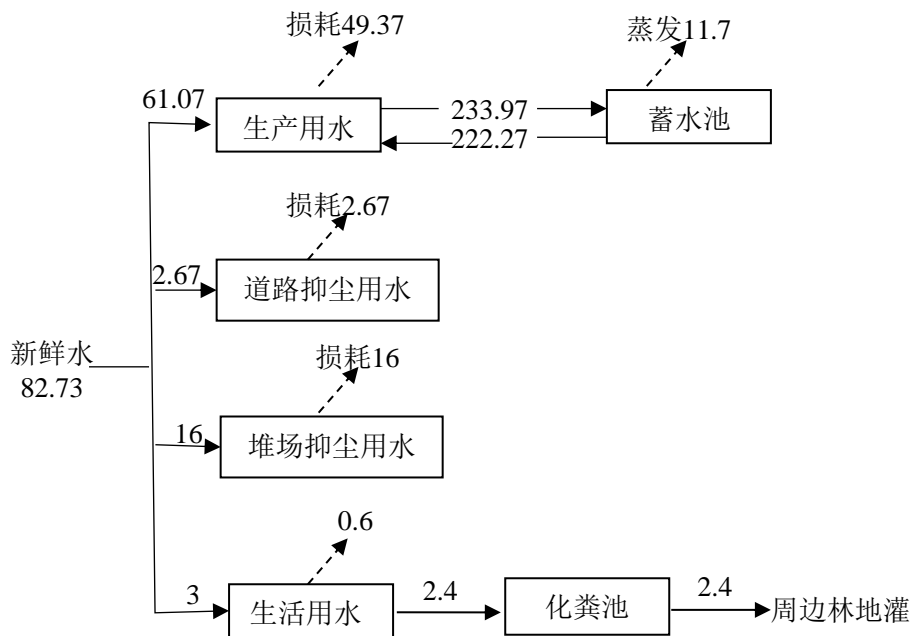 损耗49.37
蒸发11.7
61.07
生产用水
233.97
222.27
蓄水池
损耗2.67
2.67
道路抑尘用水
新鲜水
82.73
损耗16
16
堆场抑尘用水
0.6
3
生活用水
2.4
化粪池
2.4
周边林地灌